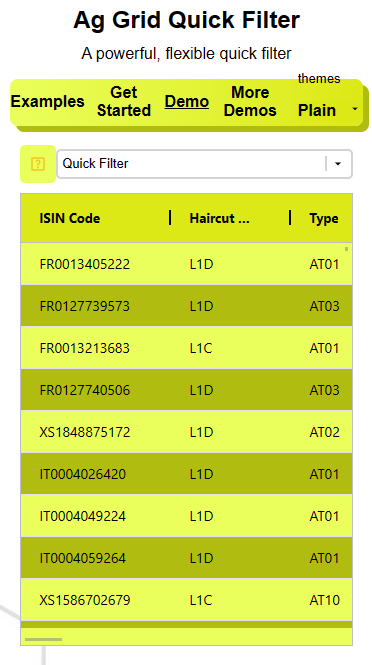 Ag Grid Quick Filter
A powerful, flexible quick filter
themes
Examples Get Started Demo More Demos Plain
Quick Filter
ISIN Code Haircut ... Type
FR0013405222 L1D AT01
FR0127739573 L1D AT03
FR0013213683 L1C AT01
FR0127740506 L1D AT03
XS1848875172 L1D AT02
IT0004026420 L1D AT01
IT0004049224 L1D AT01
IT0004059264 L1D AT01
XS1586702679 L1C AT10